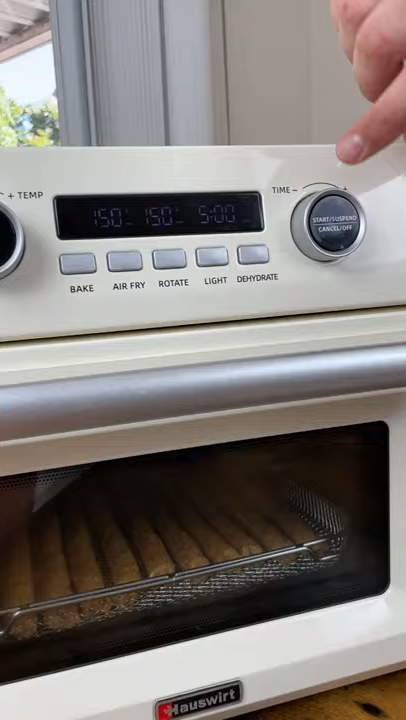 + TEMP
150° 150° 5:00
TIME - +
START/SUSPEND
CANCEL/OFF
BAKE AIR FRY ROTATE LIGHT DEHYDRATE
Hauswirt